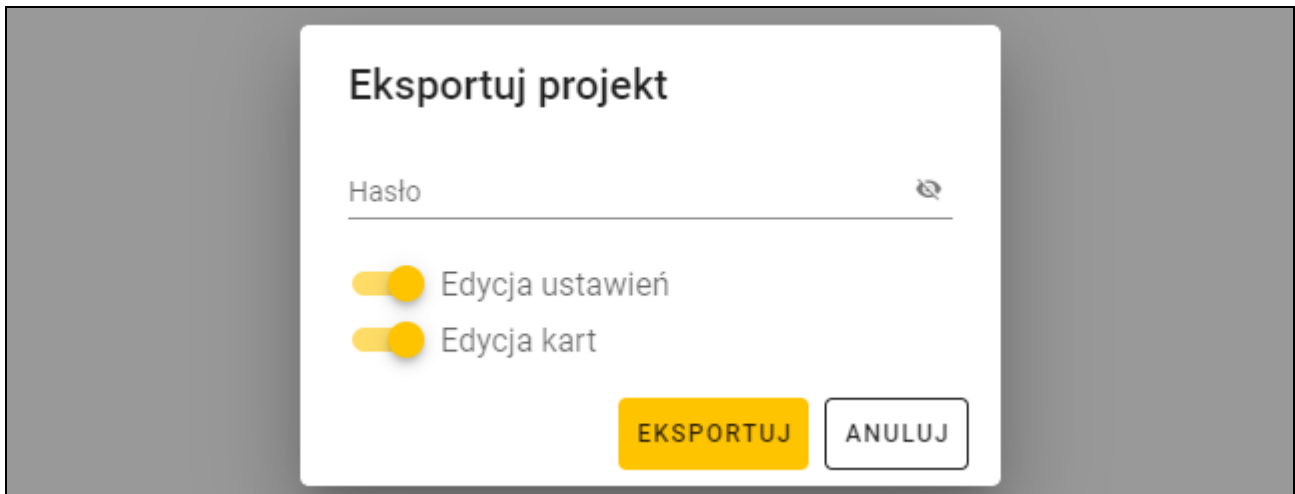 Eksportuj projekt
Hasło
Edycja ustawień
Edycja kart
EKSPORTUJ ANULUJ